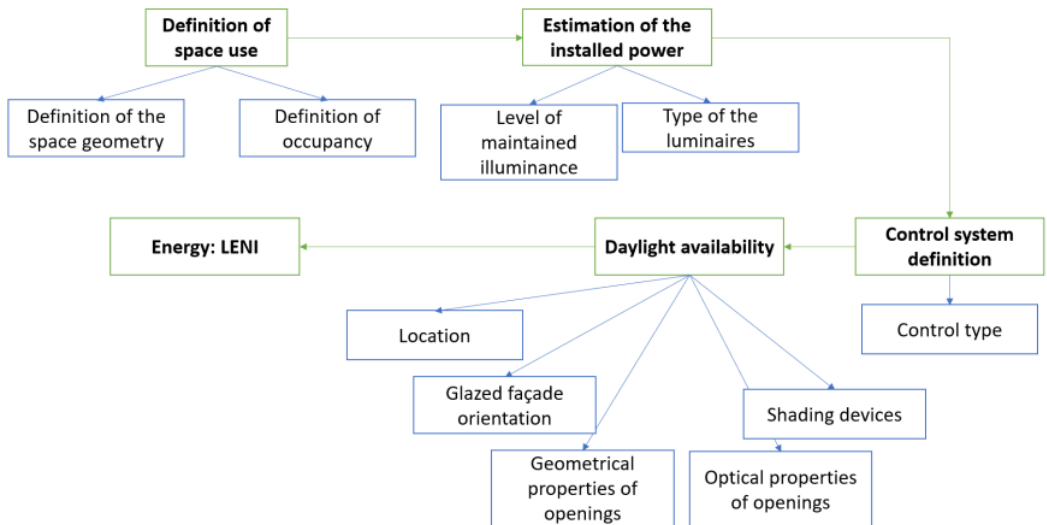 Definition of
space use
Estimation of the
installed power
Definition of the
space geometry
Definition of
occupancy
Level of
maintained
illuminance
Type of the
luminaires
Energy: LENI
Daylight availability
Control system
definition
Location
Control type
Glazed façade
orientation
Shading devices
Geometrical
properties of
openings
Optical properties
of openings